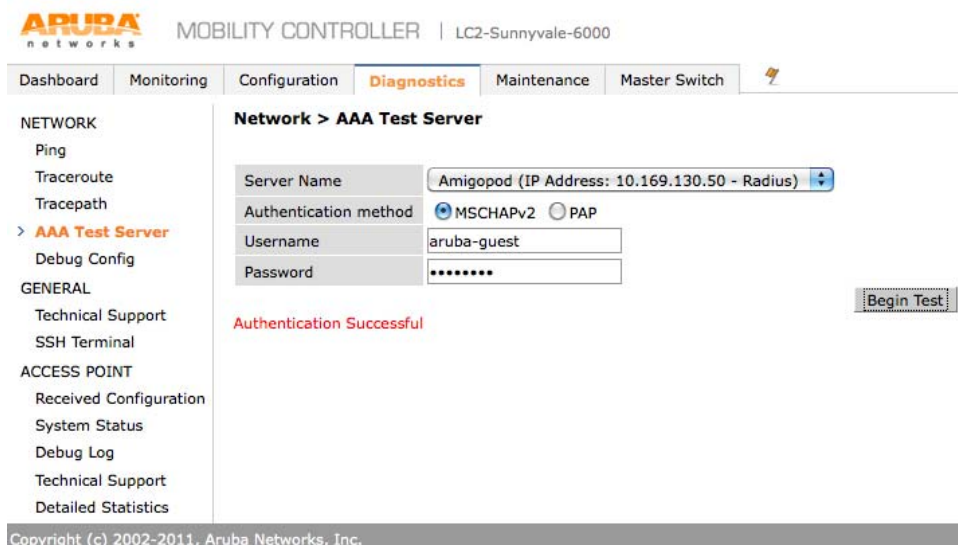 ARUBA
networks
MOBILITY CONTROLLER | LC2-Sunnyvale-6000
Dashboard Monitoring Configuration Diagnostics Maintenance Master Switch
NETWORK
Ping
Traceroute
Tracepath
> AAA Test Server
Debug Config
GENERAL
Technical Support
SSH Terminal
ACCESS POINT
Received Configuration
System Status
Debug Log
Technical Support
Detailed Statistics
Network > AAA Test Server
Server Name Amigopod (IP Address: 10.169.130.50 - Radius)
Authentication method MSCHAPv2 PAP
Username aruba-guest
Password ••••••••
Begin Test
Authentication Successful
Copyright (c) 2002-2011, Aruba Networks, Inc.